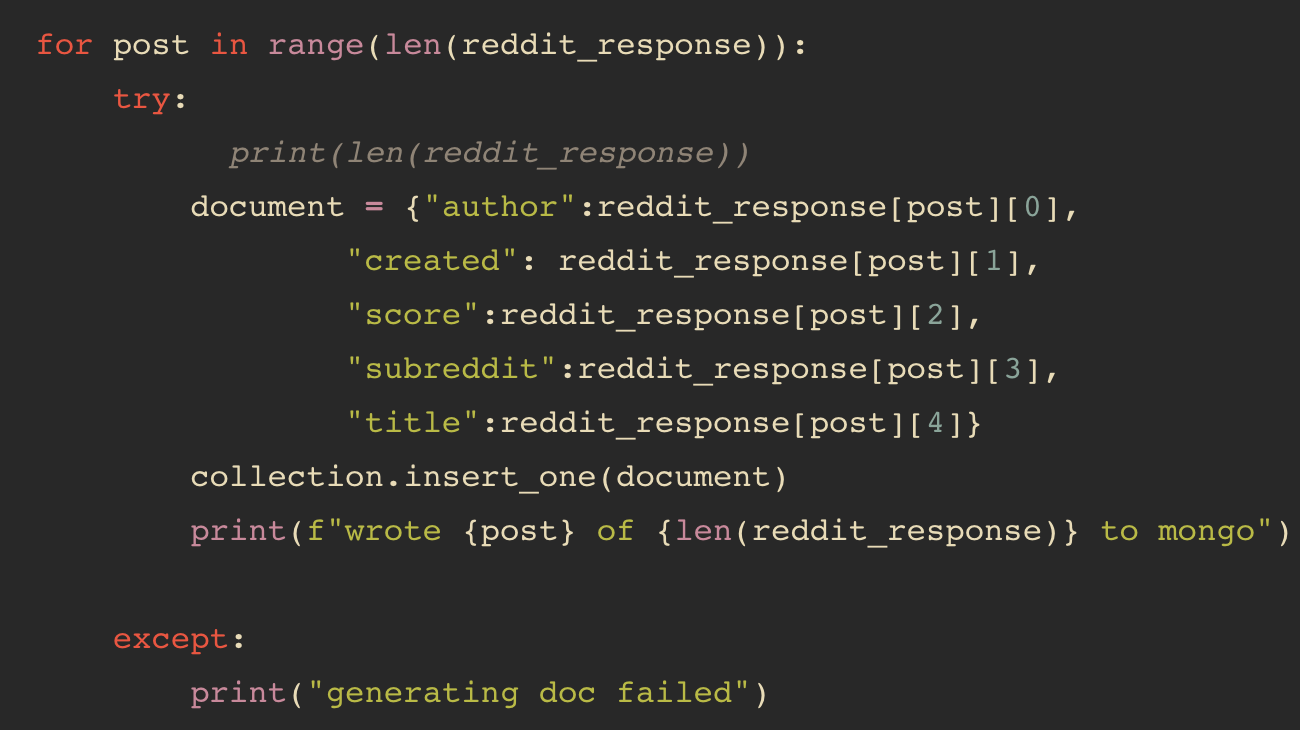 for post in range(len(reddit_response)):
    try:
          print(len(reddit_response))
        document = {"author":reddit_response[post][0],
                "created": reddit_response[post][1],
                "score":reddit_response[post][2],
                "subreddit":reddit_response[post][3],
                "title":reddit_response[post][4]}
        collection.insert_one(document)
        print(f"wrote {post} of {len(reddit_response)} to mongo")
    except:
        print("generating doc failed")